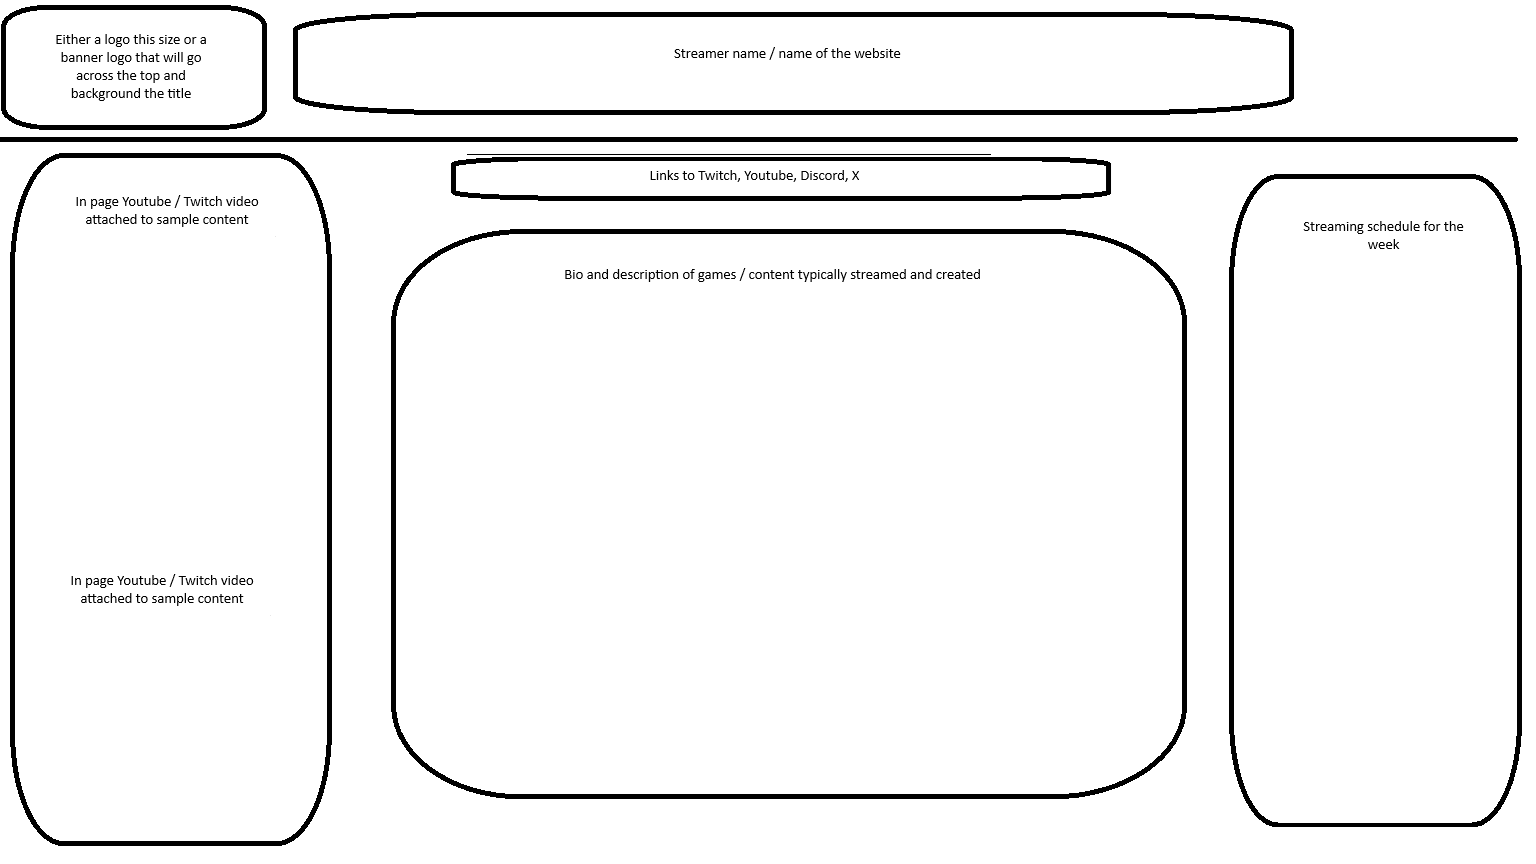 Either a logo this size or a
banner logo that will go
across the top and
background the title
Streamer name / name of the website
In page Youtube / Twitch video
attached to sample content
Links to Twitch, Youtube, Discord, X
Bio and description of games / content typically streamed and created
Streaming schedule for the
week
In page Youtube / Twitch video
attached to sample content